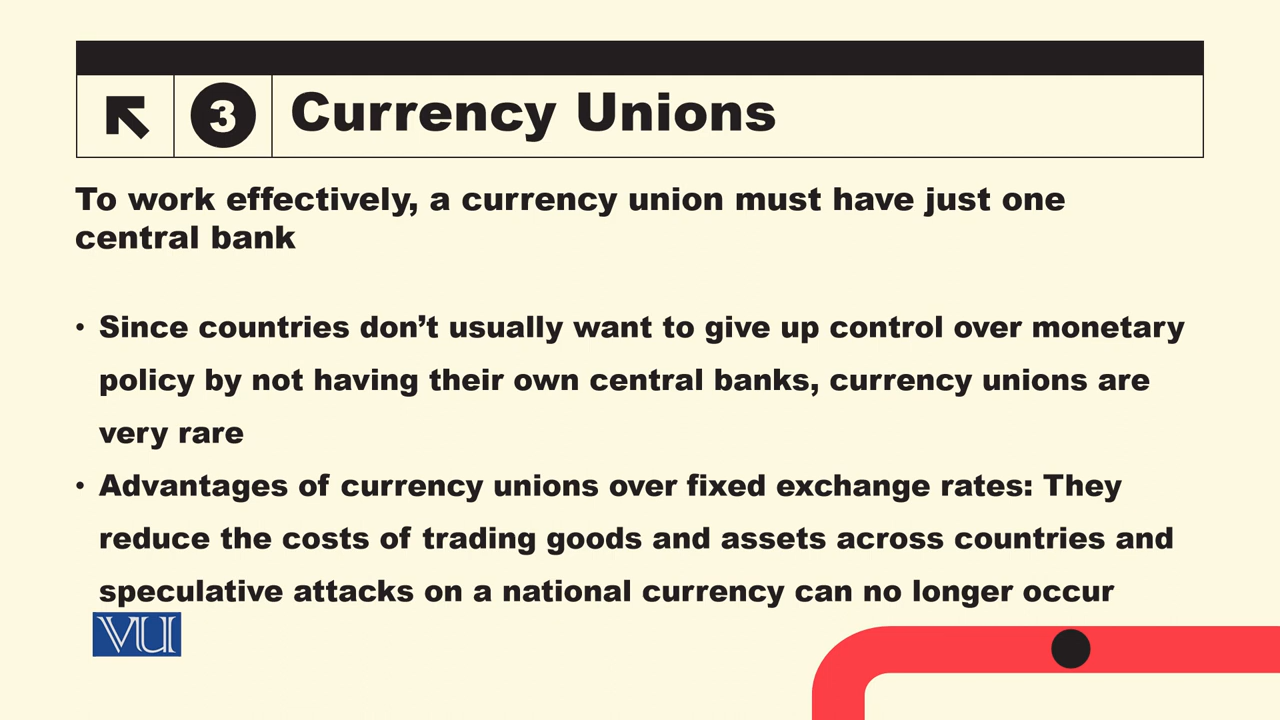 3 Currency Unions
To work effectively, a currency union must have just one
central bank
• Since countries don’t usually want to give up control over monetary
policy by not having their own central banks, currency unions are
very rare
• Advantages of currency unions over fixed exchange rates: They
reduce the costs of trading goods and assets across countries and
speculative attacks on a national currency can no longer occur
VU